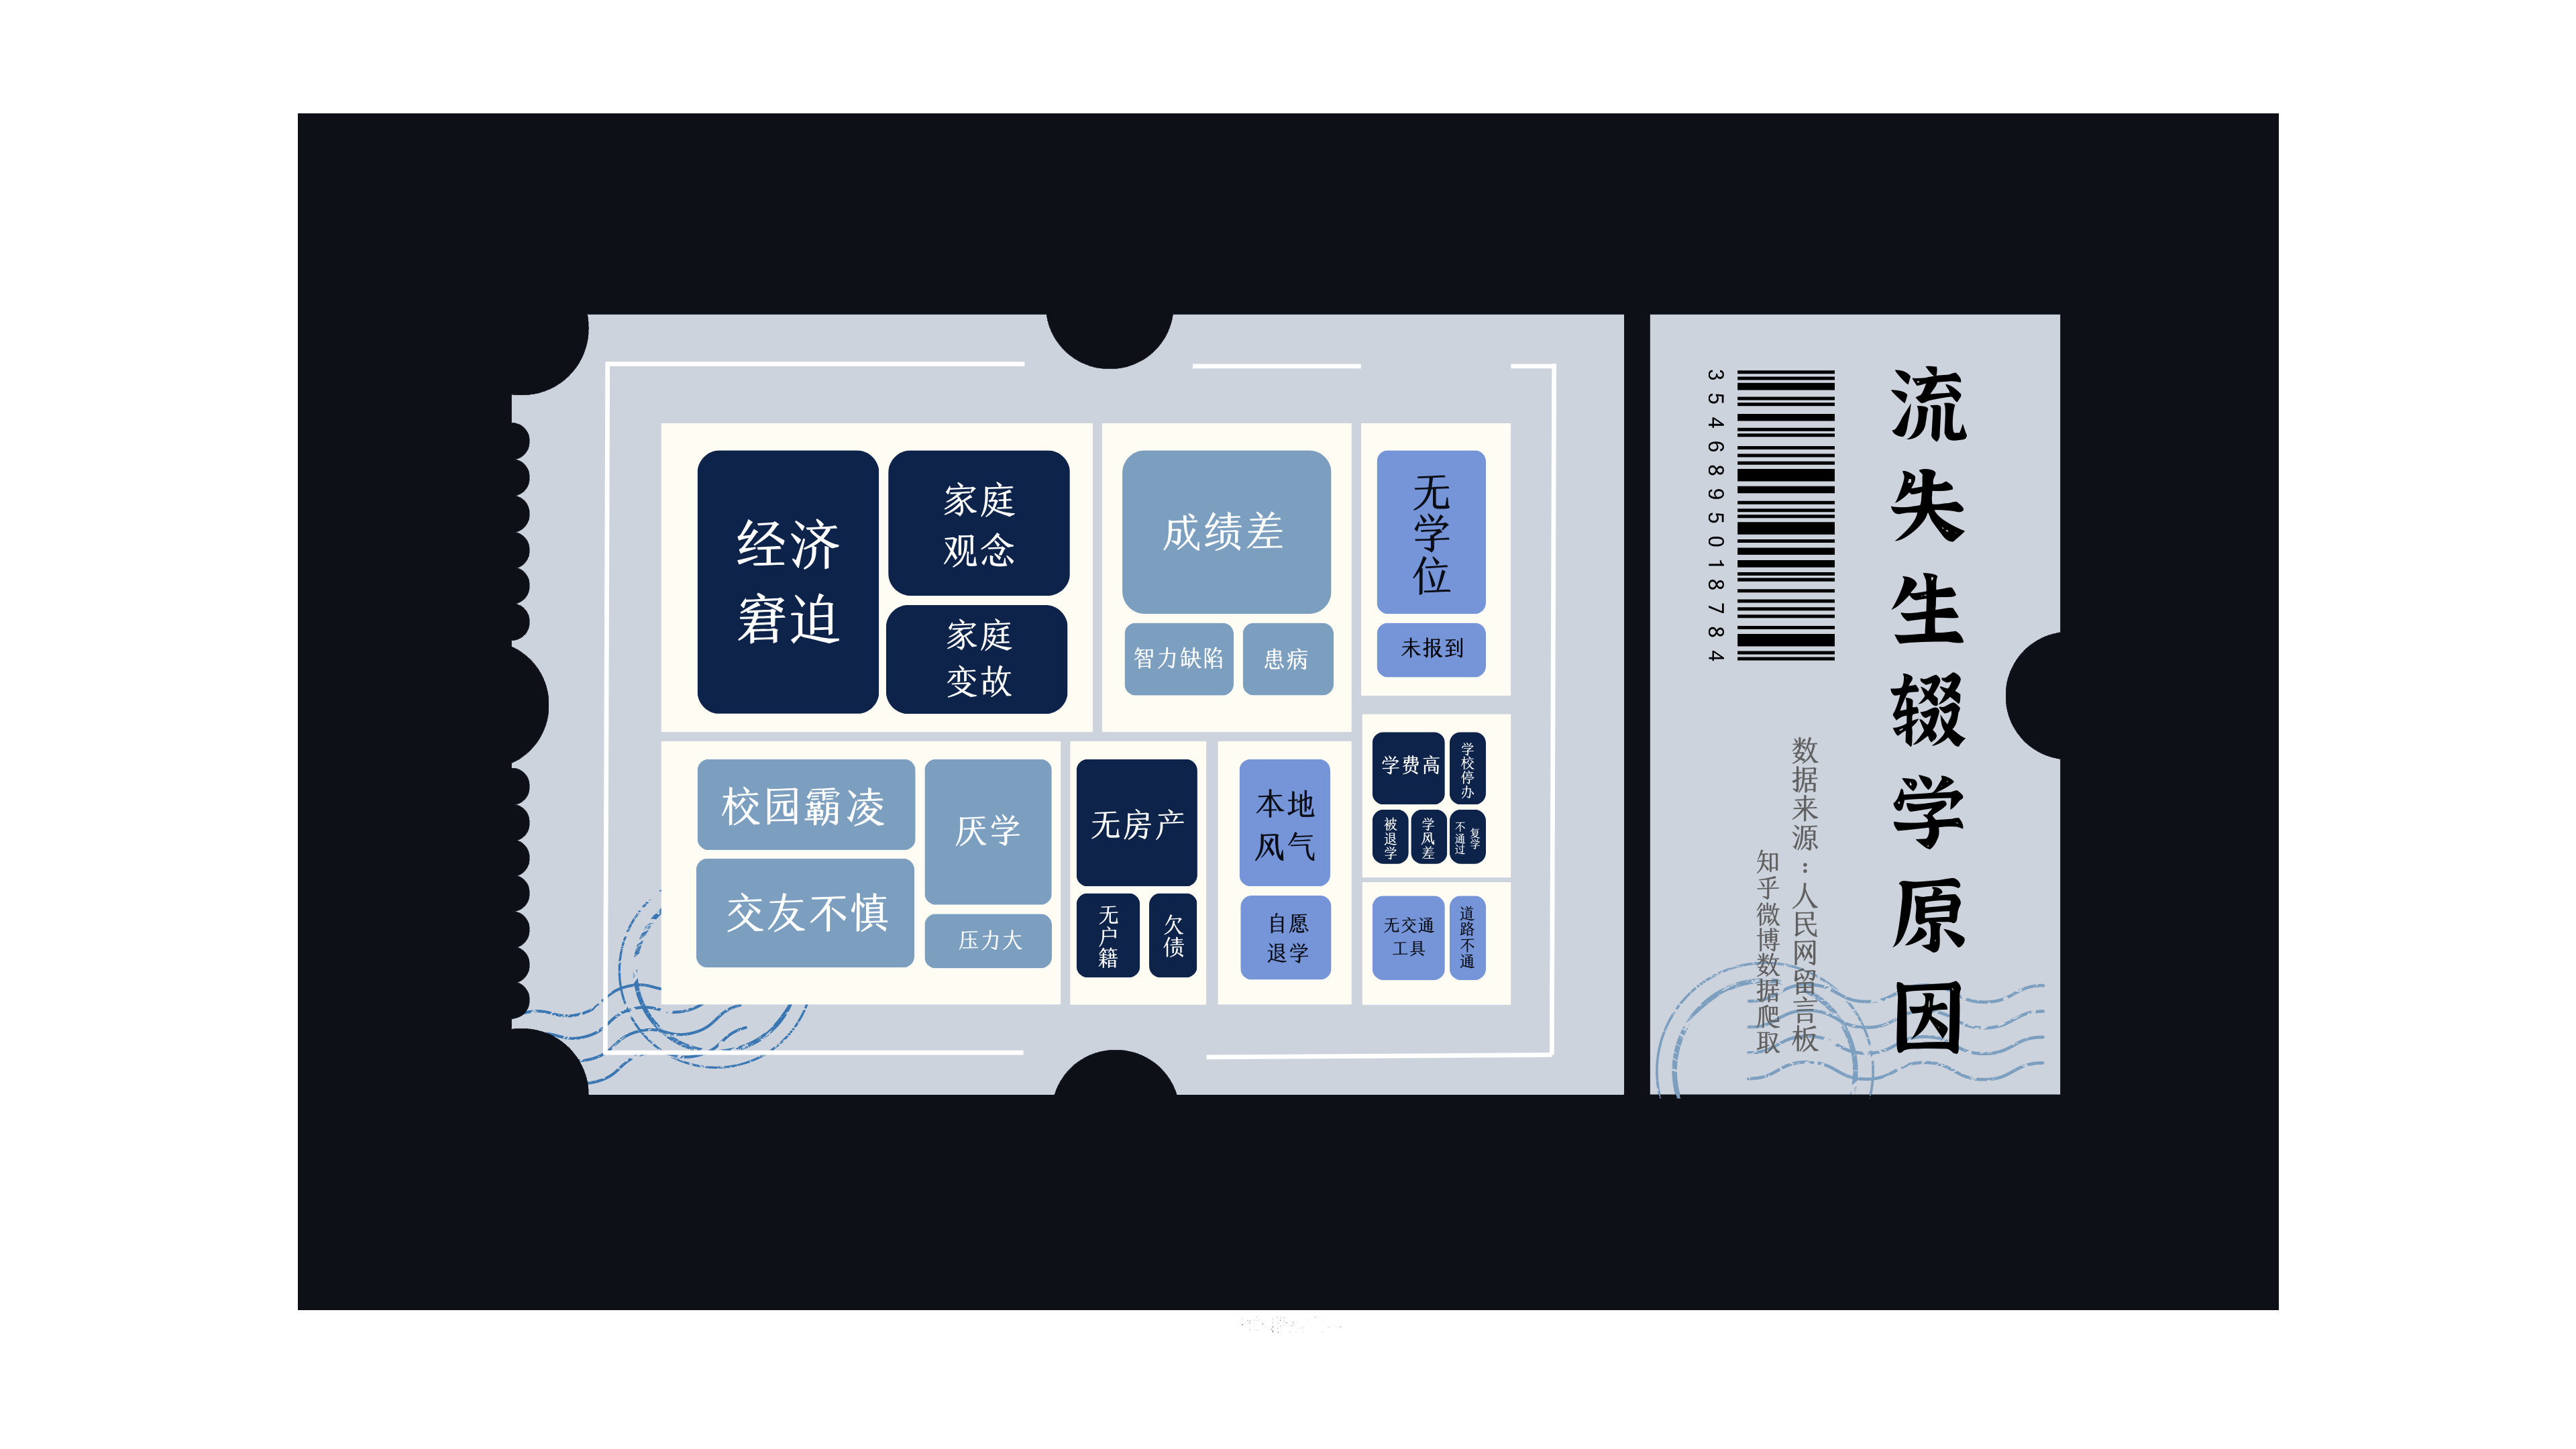 经济
窘迫
家庭
观念
家庭
变故
成绩差
智力缺陷
患病
无学位
未报到
校园霸凌
交友不慎
厌学
压力大
无房产
无户籍
欠债
本地
风气
自愿
退学
学费高
学校停办
被退学
学风差
复学
不通过
无交通
工具
道路不通
流失生辍学原因
3546895018784
数据来源：人民网留言板
知乎微博数据爬取